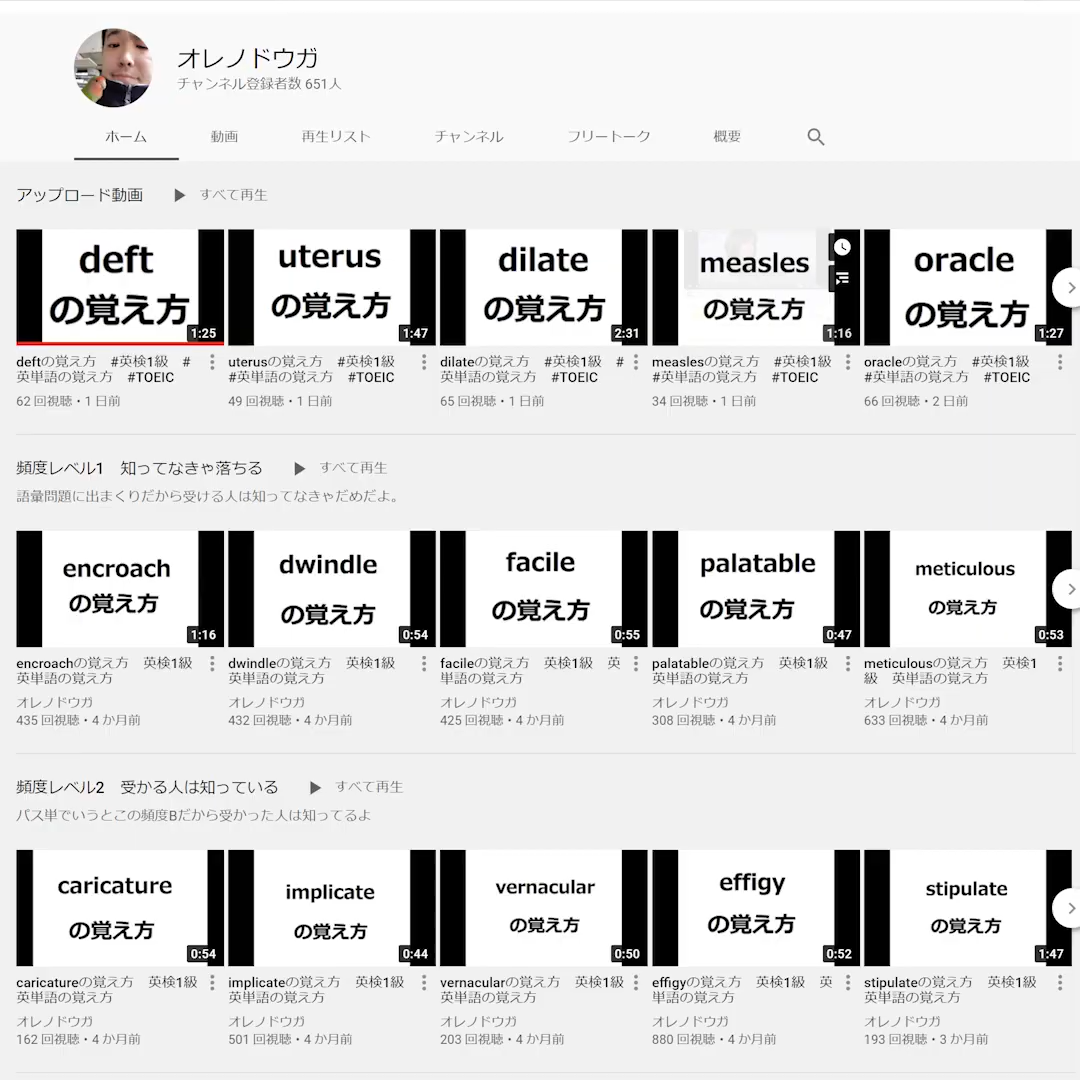 オレノドウガ
チャンネル登録者数 651人
ホーム 動画 再生リスト チャンネル フリートーク 概要
アップロード動画 すべて再生
deft uterus dilate measles oracle
の覚え方 の覚え方 の覚え方 の覚え方 の覚え方
1:25 1:47 2:31 1:16 1:27
deftの覚え方 #英検1級 # uterusの覚え方 #英検1級 dilateの覚え方 #英検1級 # measlesの覚え方 #英検1級 oracleの覚え方 #英検1級
英単語の覚え方 #TOEIC #英単語の覚え方 #TOEIC 英単語の覚え方 #TOEIC #英単語の覚え方 #TOEIC #英単語の覚え方 #TOEIC
62 回視聴・1 日前 49 回視聴・1 日前 65 回視聴・1 日前 34 回視聴・1 日前 66 回視聴・2 日前
頻度レベル1 知ってなきゃ落ちる すべて再生
語彙問題に出まくりだから受ける人は知ってなきゃだめだよ。
encroach dwindle facile palatable meticulous
の覚え方 の覚え方 の覚え方 の覚え方 の覚え方
1:16 0:54 0:55 0:47 0:53
encroachの覚え方 英検1級 dwindleの覚え方 英検1級 facileの覚え方 英検1級 英 palatableの覚え方 英検1級 meticulousの覚え方 英検1
英単語の覚え方 英単語の覚え方 単語の覚え方 英単語の覚え方 級 英単語の覚え方
オレノドウガ オレノドウガ オレノドウガ オレノドウガ オレノドウガ
435 回視聴・4 か月前 432 回視聴・4 か月前 425 回視聴・4 か月前 308 回視聴・4 か月前 633 回視聴・4 か月前
頻度レベル2 受かる人は知っている すべて再生
パス単でいうとこの頻度Bだから受かった人は知ってるよ
caricature implicate vernacular effigy stipulate
の覚え方 の覚え方 の覚え方 の覚え方 の覚え方
0:54 0:44 0:50 0:52 1:47
caricatureの覚え方 英検1級 implicateの覚え方 英検1級 vernacularの覚え方 英検1級 effigyの覚え方 英検1級 英 stipulateの覚え方 英検1級
英単語の覚え方 英単語の覚え方 英単語の覚え方 単語の覚え方 英単語の覚え方
オレノドウガ オレノドウガ オレノドウガ オレノドウガ オレノドウガ
162 回視聴・4 か月前 501 回視聴・4 か月前 203 回視聴・4 か月前 880 回視聴・4 か月前 193 回視聴・3 か月前